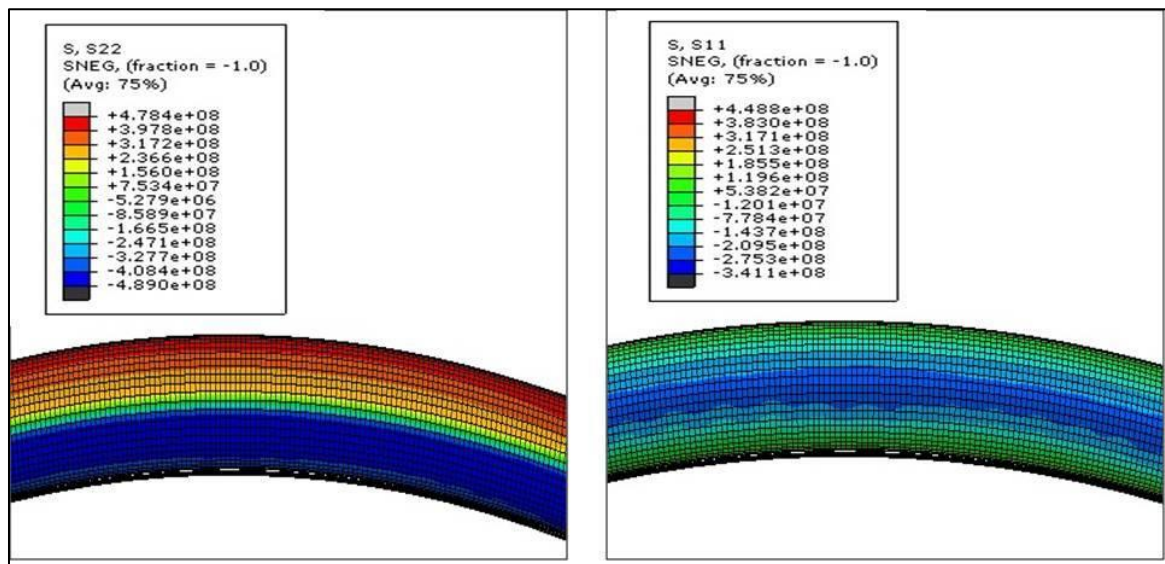 S, S22
SNEG, (fraction = -1.0)
(Avg: 75%)
+4.784e+08
+3.978e+08
+3.172e+08
+2.366e+08
+1.560e+08
+7.534e+07
-5.279e+06
-8.589e+07
-1.665e+08
-2.471e+08
-3.277e+08
-4.084e+08
-4.890e+08
S, S11
SNEG, (fraction = -1.0)
(Avg: 75%)
+4.488e+08
+3.830e+08
+3.171e+08
+2.513e+08
+1.855e+08
+1.196e+08
+5.382e+07
-1.201e+07
-7.784e+07
-1.437e+08
-2.095e+08
-2.753e+08
-3.411e+08